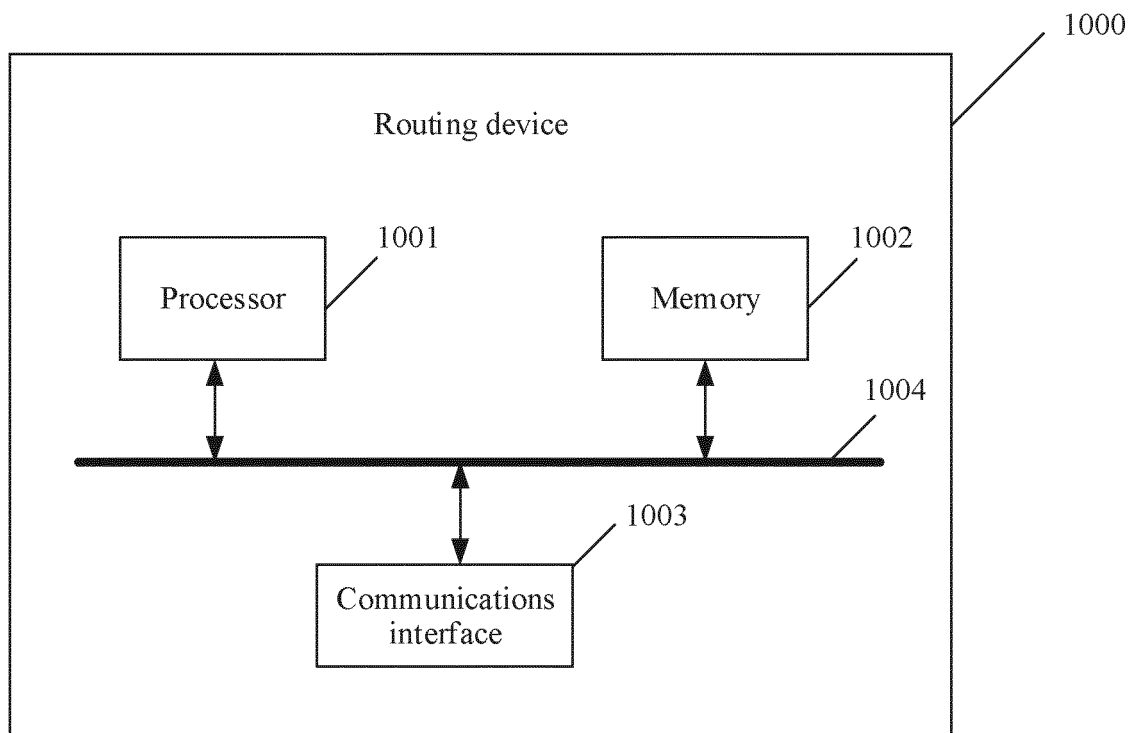 1000
Routing device
1001
1002
Processor
Memory
1004
1003
Communications
interface